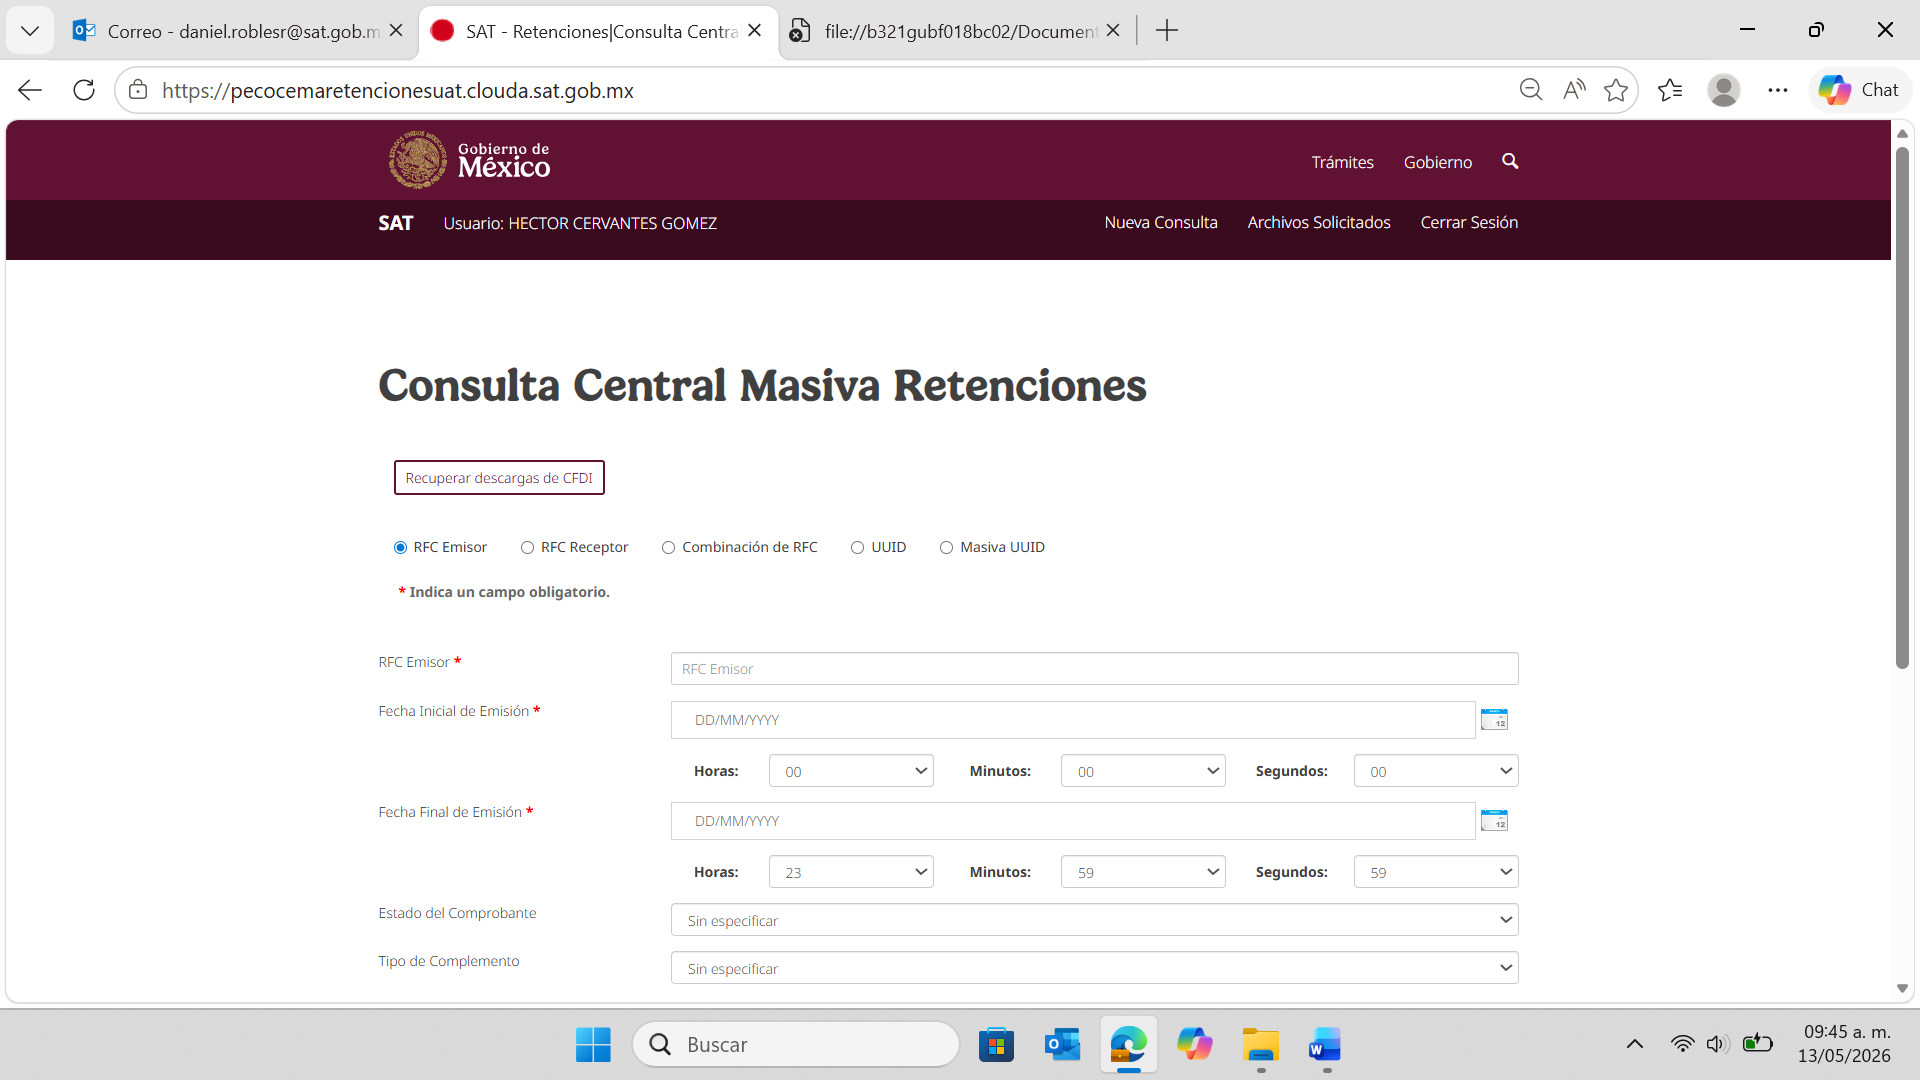 Correo - daniel.roblesr@sat.gob.m
SAT - Retenciones|Consulta Centra
file://b321gubf018bc02/Document
https://pecocemaretencionesuat.clouda.sat.gob.mx
Chat
Gobierno de
México
Trámites
Gobierno
SAT
Usuario: HECTOR CERVANTES GOMEZ
Nueva Consulta
Archivos Solicitados
Cerrar Sesión
Consulta Central Masiva Retenciones
Recuperar descargas de CFDI
RFC Emisor
RFC Receptor
Combinación de RFC
UUID
Masiva UUID
* Indica un campo obligatorio.
RFC Emisor *
RFC Emisor
Fecha Inicial de Emisión *
DD/MM/YYYY
Horas: 00
Minutos: 00
Segundos: 00
Fecha Final de Emisión *
DD/MM/YYYY
Horas: 23
Minutos: 59
Segundos: 59
Estado del Comprobante
Sin especificar
Tipo de Complemento
Sin especificar
Buscar
09:45 a. m.
13/05/2026